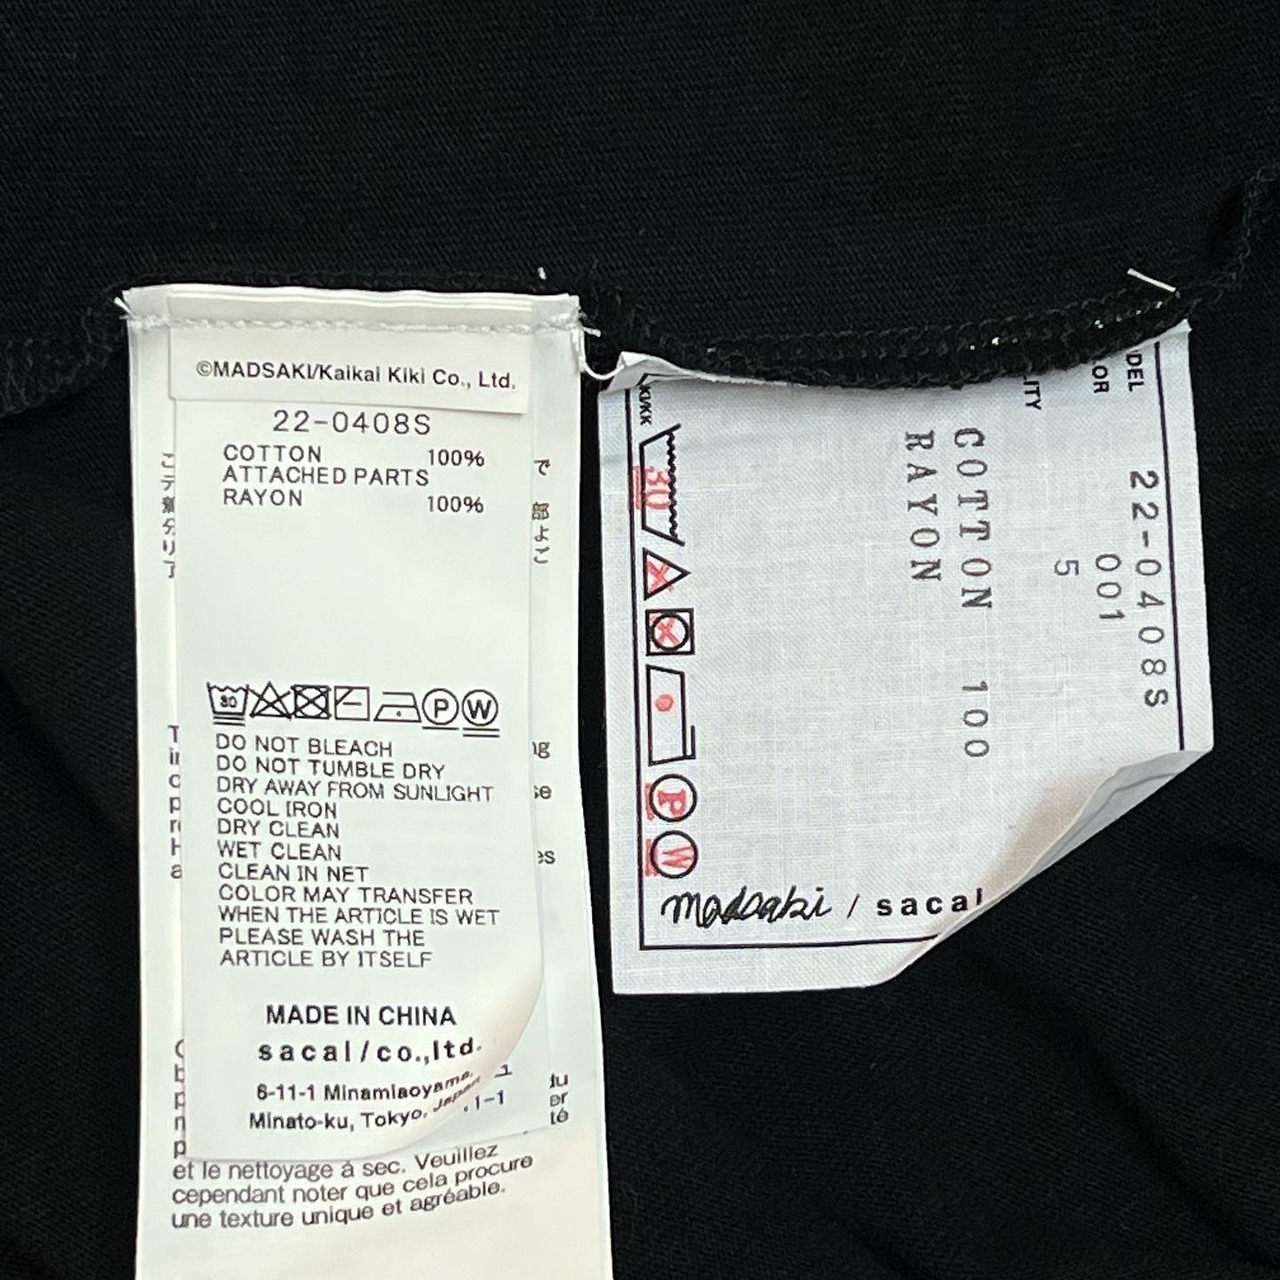 ©MADSAKI/Kaikai Kiki Co., Ltd.
22-0408S
COTTON 100%
ATTACHED PARTS
RAYON 100%
30
P
W
DO NOT BLEACH
DO NOT TUMBLE DRY
DRY AWAY FROM SUNLIGHT
COOL IRON
DRY CLEAN
WET CLEAN
CLEAN IN NET
COLOR MAY TRANSFER
WHEN THE ARTICLE IS WET
PLEASE WASH THE
ARTICLE BY ITSELF
MADE IN CHINA
sacai/co.,ltd.
6-11-1 Minamiaoyama,
Minato-ku, Tokyo, Japan
et le nettoyage à sec. Veuillez
cependant noter que cela procure
une texture unique et agréable.
22-0408S
001
5
COTTON 100
RAYON
30
P
W
madsaki / sacai